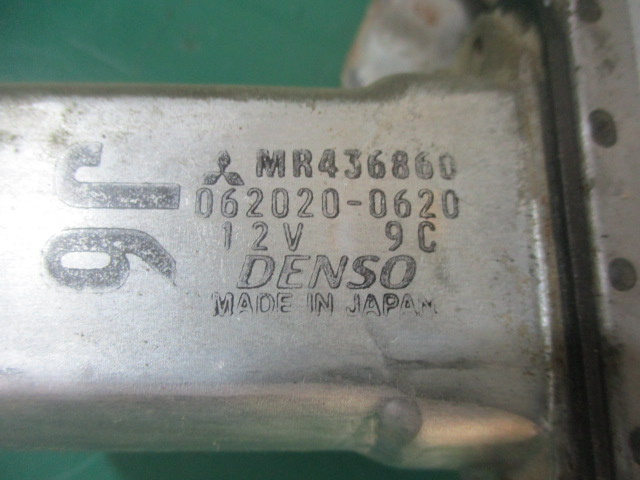 MR436860
062020-0620
12V 9C
DENSO
MADE IN JAPAN
J6